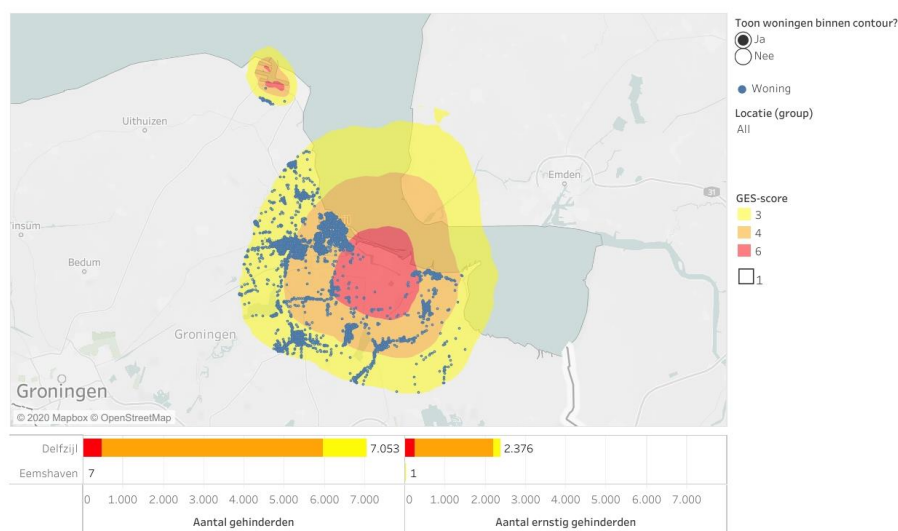 Toon woningen binnen contour?
Ja
Nee
Woning
Locatie (group)
All
GES-score
3
4
6
1
Uithuizen
Emden
31
insum
Bedum
Groningen
Groningen
© 2020 Mapbox © OpenStreetMap
Delfzijl 7.053 2.376
Eemshaven 7 1
0 1.000 2.000 3.000 4.000 5.000 6.000 7.000 0 1.000 2.000 3.000 4.000 5.000 6.000 7.000
Aantal gehinderden Aantal ernstig gehinderden